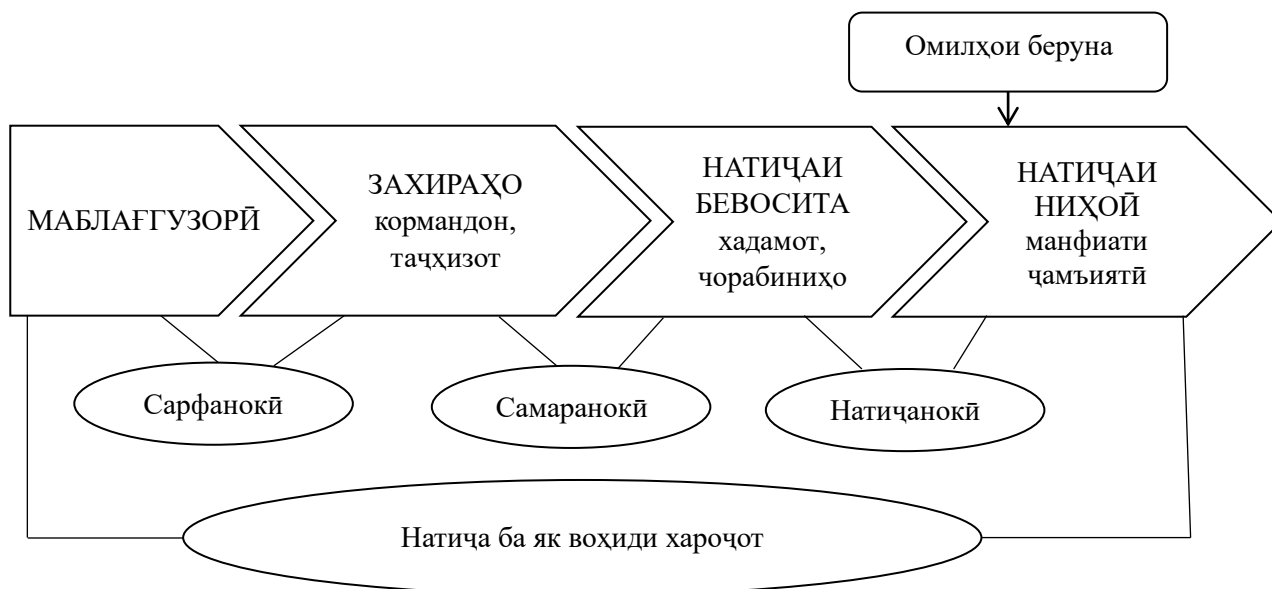 Омилҳои беруна
МАБЛАҒГУЗОРӢ
ЗАХИРАҲО
кормандон,
таҷҳизот
НАТИҶАИ
БЕВОСИТА
хадамот,
чорабиниҳо
НАТИҶАИ
НИҲОӢ
манфиати
ҷамъиятӣ
Сарфанокӣ
Самаранокӣ
Натиҷанокӣ
Натиҷа ба як воҳиди хароҷот